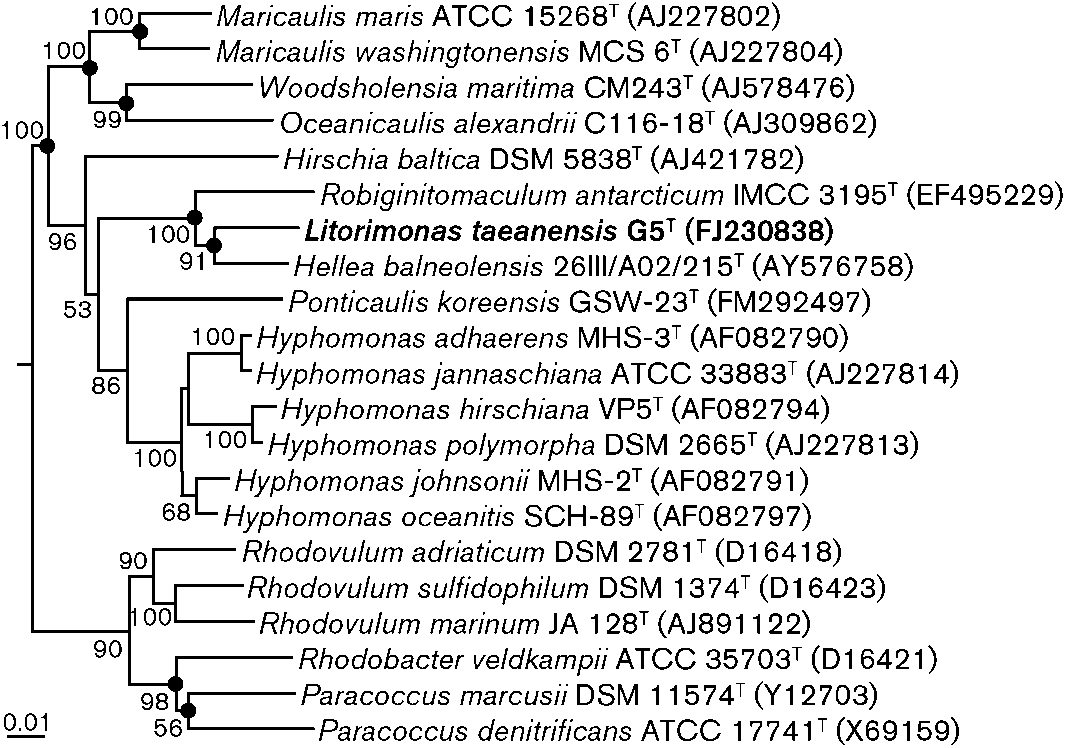 100 Maricaulis maris ATCC 15268ᵀ (AJ227802)
100 Maricaulis washingtonensis MCS 6ᵀ (AJ227804)
Woodsholensia maritima CM243ᵀ (AJ578476)
99 Oceanicaulis alexandrii C116-18ᵀ (AJ309862)
100
Hirschia baltica DSM 5838ᵀ (AJ421782)
Robiginitomaculum antarcticum IMCC 3195ᵀ (EF495229)
96 100 Litorimonas taeanensis G5ᵀ (FJ230838)
91 Hellea balneolensis 26III/A02/215ᵀ (AY576758)
53 Ponticaulis koreensis GSW-23ᵀ (FM292497)
100 Hyphomonas adhaerens MHS-3ᵀ (AF082790)
86 Hyphomonas jannaschiana ATCC 33883ᵀ (AJ227814)
Hyphomonas hirschiana VP5ᵀ (AF082794)
100 Hyphomonas polymorpha DSM 2665ᵀ (AJ227813)
100
Hyphomonas johnsonii MHS-2ᵀ (AF082791)
68 Hyphomonas oceanitis SCH-89ᵀ (AF082797)
90 Rhodovulum adriaticum DSM 2781ᵀ (D16418)
Rhodovulum sulfidophilum DSM 1374ᵀ (D16423)
100 Rhodovulum marinum JA 128ᵀ (AJ891122)
90 Rhodobacter veldkampii ATCC 35703ᵀ (D16421)
98 Paracoccus marcusii DSM 11574ᵀ (Y12703)
0.01 56 Paracoccus denitrificans ATCC 17741ᵀ (X69159)